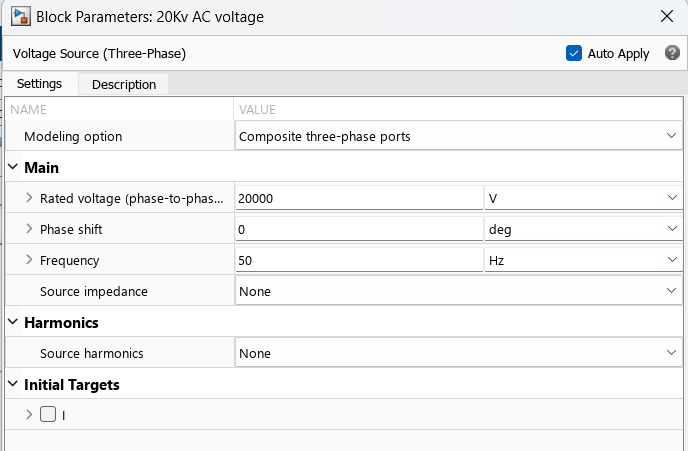 Block Parameters: 20Kv AC voltage
Voltage Source (Three-Phase)
Auto Apply
Settings
Description
NAME
VALUE
Modeling option
Composite three-phase ports
Main
Rated voltage (phase-to-phas...
20000
V
Phase shift
0
deg
Frequency
50
Hz
Source impedance
None
Harmonics
Source harmonics
None
Initial Targets
I